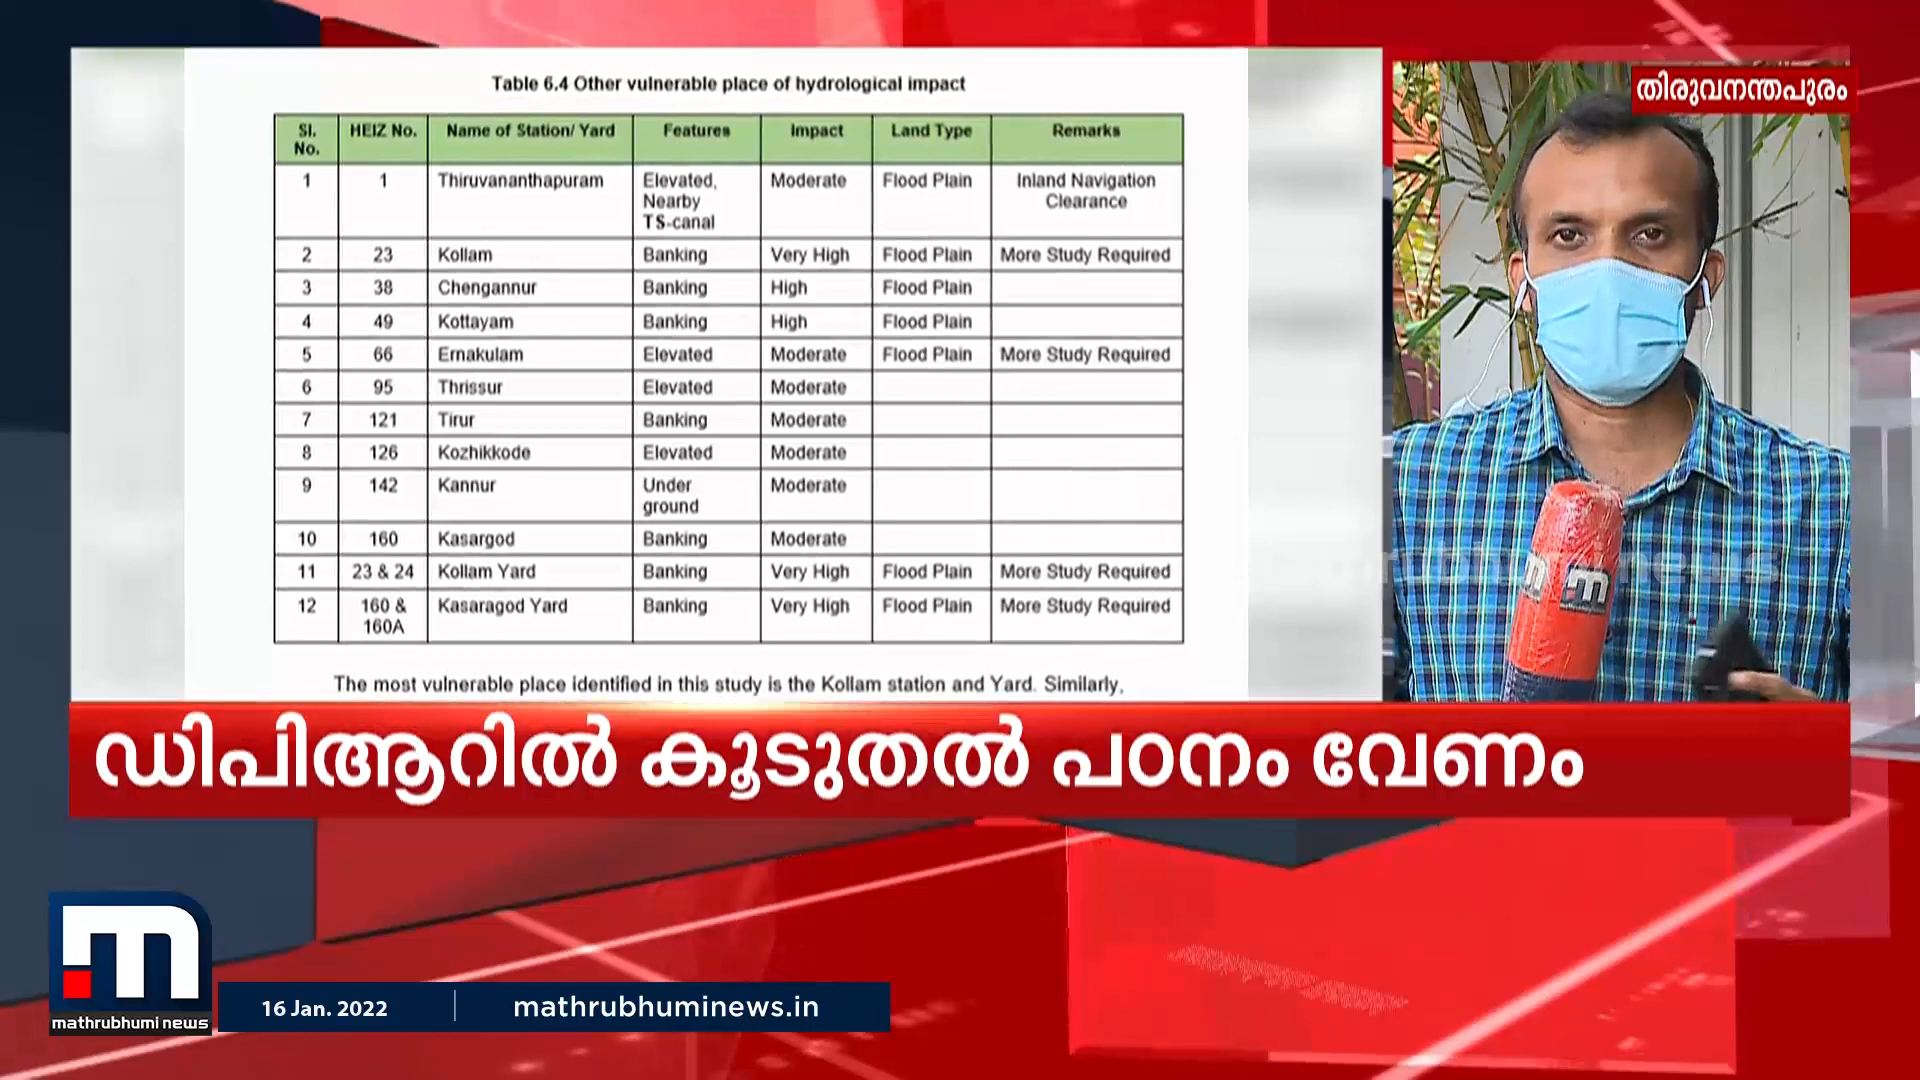 Table 6.4 Other vulnerable place of hydrological impact
Sl. No. HEIZ No. Name of Station/ Yard Features Impact Land Type Remarks
1 1 Thiruvananthapuram Elevated, Nearby TS-canal Moderate Flood Plain Inland Navigation Clearance
2 23 Kollam Banking Very High Flood Plain More Study Required
3 38 Chengannur Banking High Flood Plain
4 49 Kottayam Banking High Flood Plain
5 66 Ernakulam Elevated Moderate Flood Plain More Study Required
6 95 Thrissur Elevated Moderate
7 121 Tirur Banking Moderate
8 126 Kozhikkode Elevated Moderate
9 142 Kannur Under ground Moderate
10 160 Kasargod Banking Moderate
11 23 & 24 Kollam Yard Banking Very High Flood Plain More Study Required
12 160 & 160A Kasaragod Yard Banking Very High Flood Plain More Study Required
The most vulnerable place identified in this study is the Kollam station and Yard. Similarly,
തിരുവനന്തപുരം
mathrubhumi news
ഡിപിആറിൽ കൂടുതൽ പഠനം വേണം
mathrubhumi news
16 Jan. 2022
mathrubhuminews.in